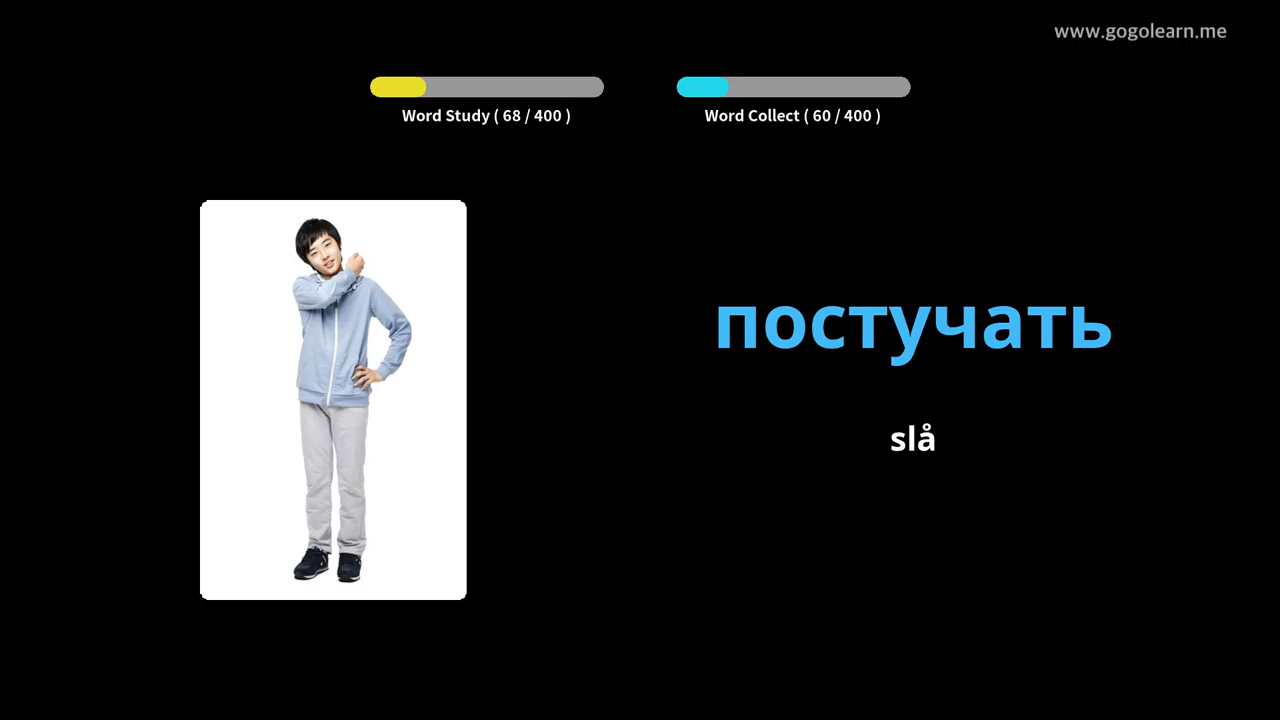 www.gogolearn.me
Word Study ( 68 / 400 )
Word Collect ( 60 / 400 )
постучать
slå